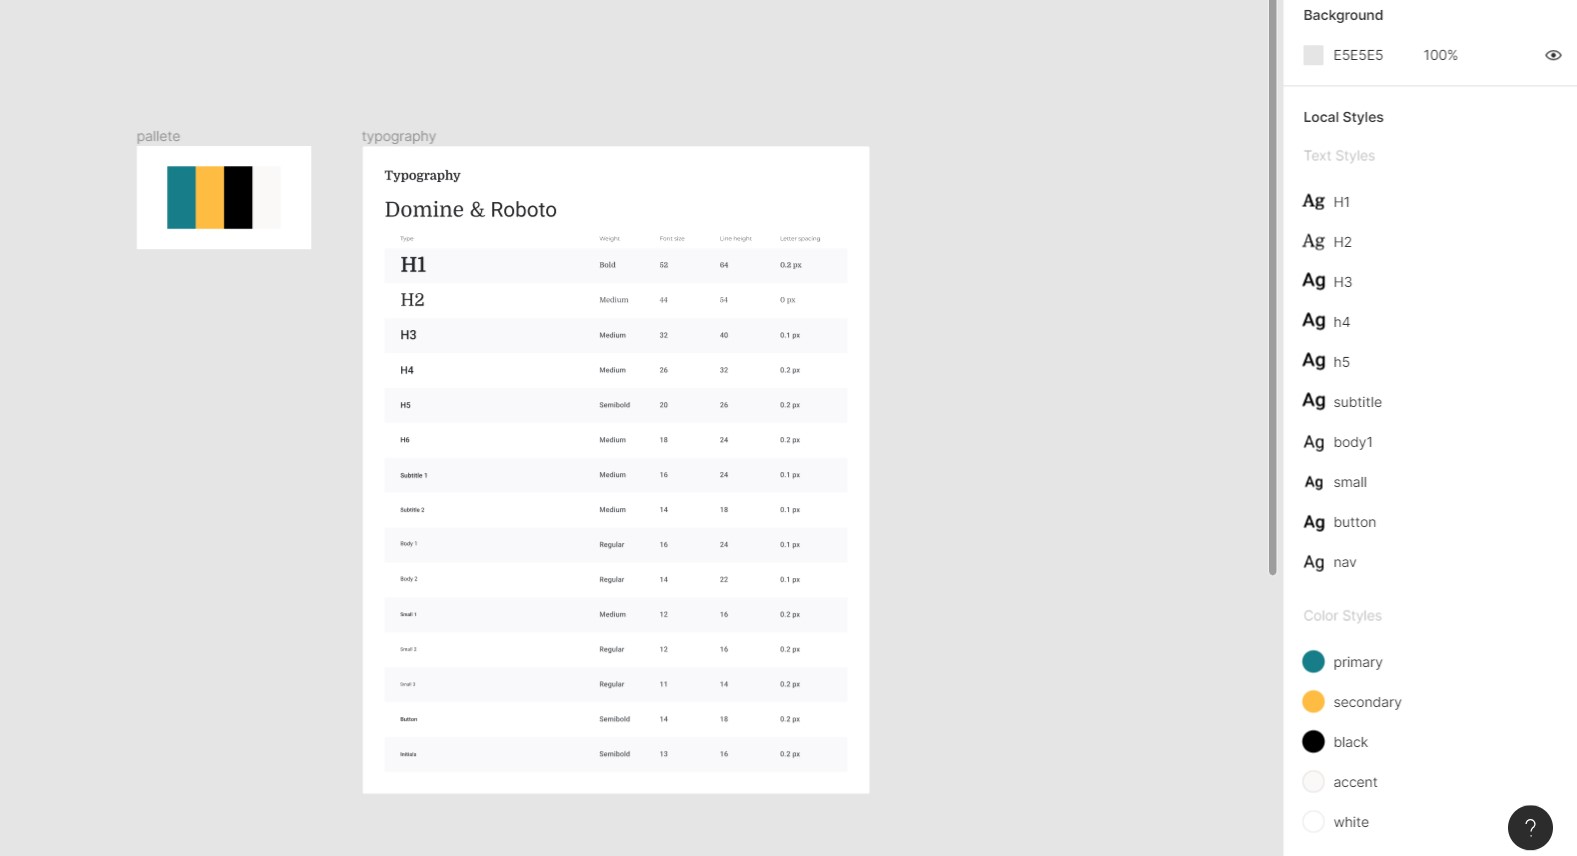 pallete
typography
Typography
Domine & Roboto
Type Weight Font size Line height Letter spacing
H1 Bold 52 64 0.2 px
H2 Medium 44 54 0 px
H3 Medium 32 40 0.1 px
H4 Medium 26 32 0.2 px
H5 Semibold 20 26 0.2 px
H6 Medium 18 24 0.2 px
Subtitle 1 Medium 16 24 0.1 px
Subtitle 2 Medium 14 18 0.1 px
Body 1 Regular 16 24 0.1 px
Body 2 Regular 14 22 0.1 px
Small 1 Medium 12 16 0.2 px
Small 2 Regular 12 16 0.2 px
Small 3 Regular 11 14 0.2 px
Button Semibold 14 18 0.2 px
Initials Semibold 13 16 0.2 px
Background
E5E5E5 100%
Local Styles
Text Styles
Ag H1
Ag H2
Ag H3
Ag h4
Ag h5
Ag subtitle
Ag body1
Ag small
Ag button
Ag nav
Color Styles
primary
secondary
black
accent
white
?